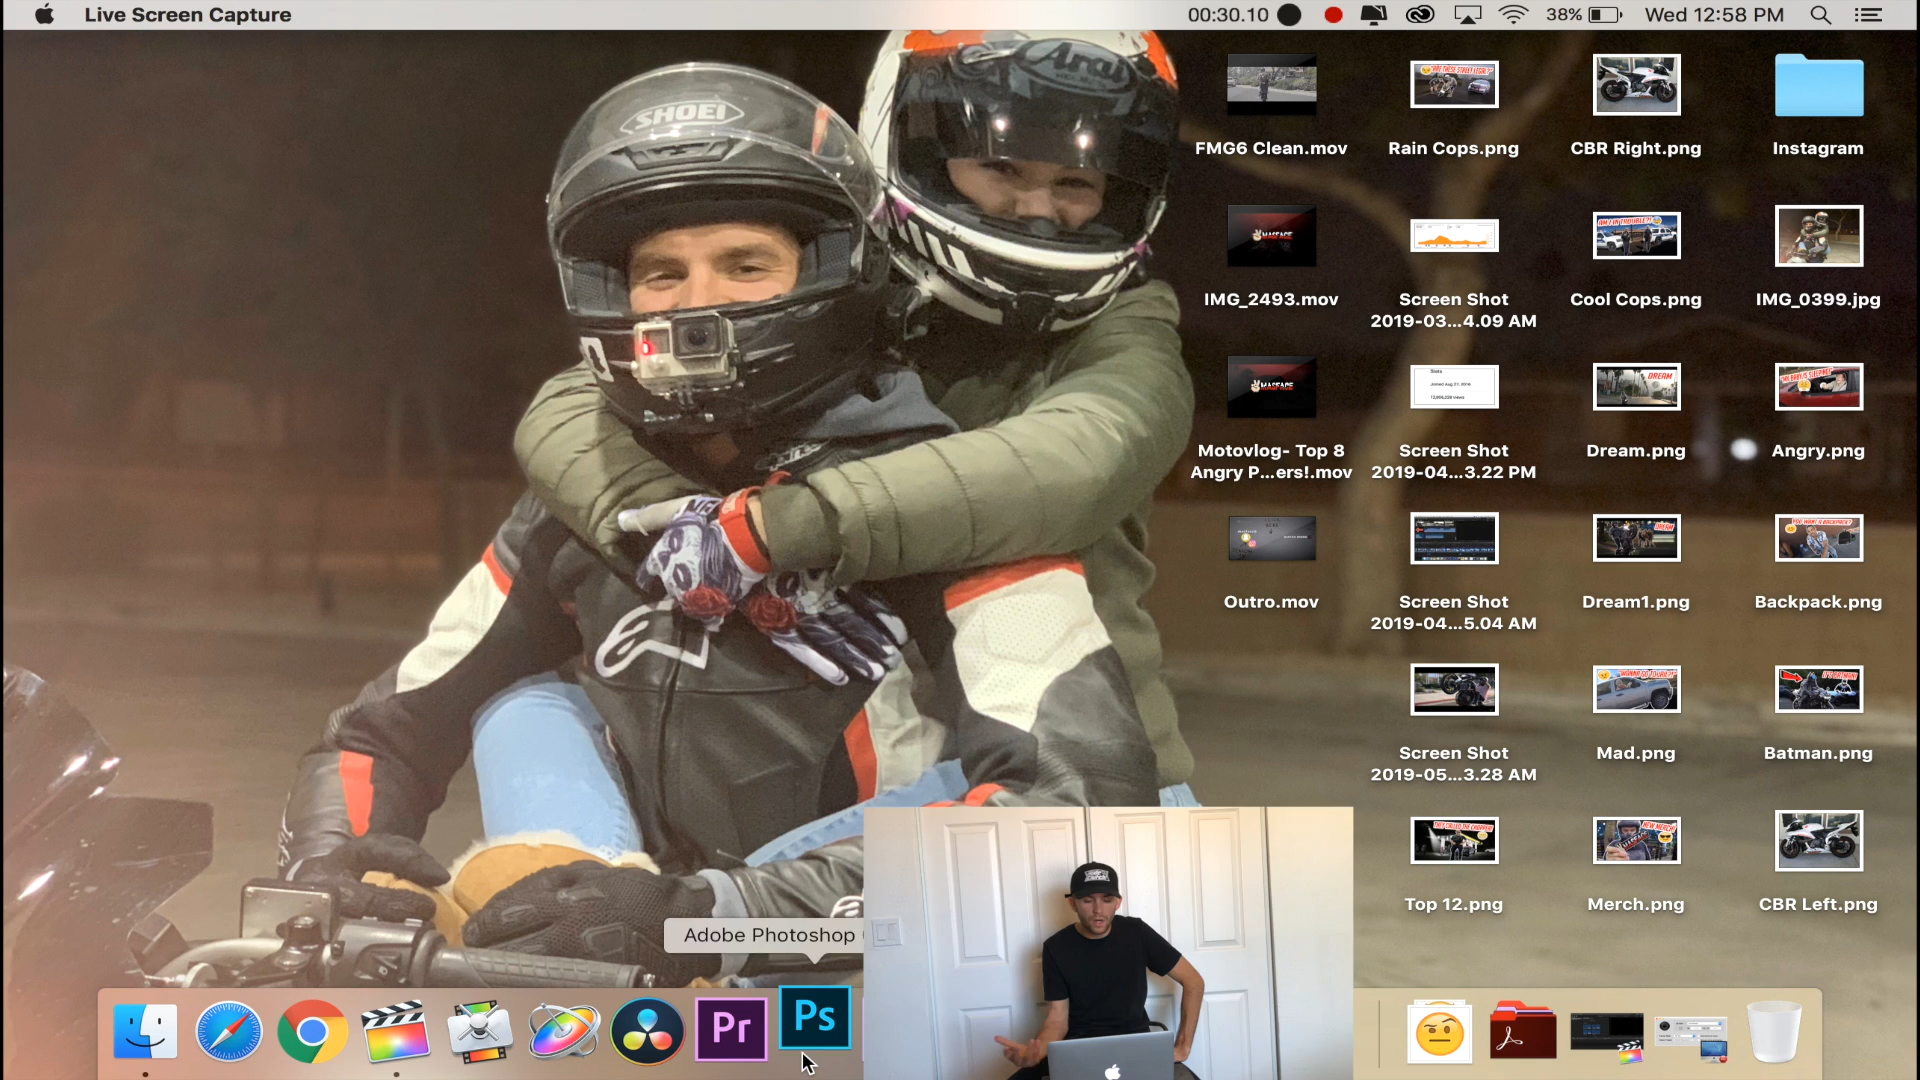 Live Screen Capture
00:30.10
38%
Wed 12:58 PM
SHOEI
Arai
FMG6 Clean.mov
Rain Cops.png
CBR Right.png
Instagram
IMG_2493.mov
Screen Shot
2019-03...4.09 AM
Cool Cops.png
IMG_0399.jpg
Motovlog- Top 8
Angry P...ers!.mov
Screen Shot
2019-04...3.22 PM
DREAM
Dream.png
Angry.png
Outro.mov
Screen Shot
2019-04...5.04 AM
Dream1.png
Backpack.png
Screen Shot
2019-05...3.28 AM
Mad.png
Batman.png
Top 12.png
Merch.png
CBR Left.png
Adobe Photoshop
Pr
Ps